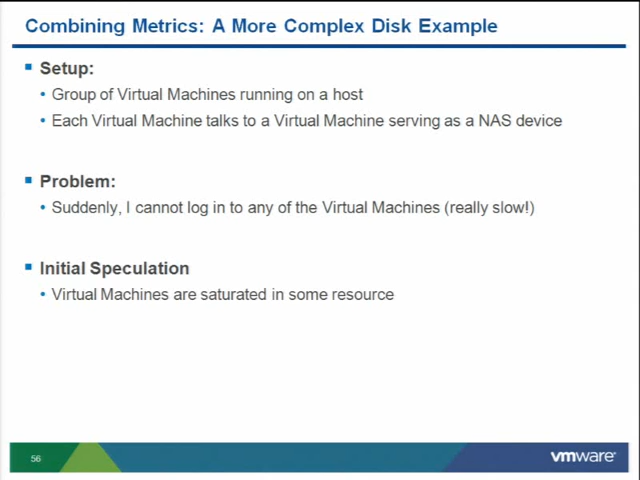 Combining Metrics: A More Complex Disk Example
Setup:
• Group of Virtual Machines running on a host
• Each Virtual Machine talks to a Virtual Machine serving as a NAS device
Problem:
• Suddenly, I cannot log in to any of the Virtual Machines (really slow!)
Initial Speculation
• Virtual Machines are saturated in some resource
56
vmware®